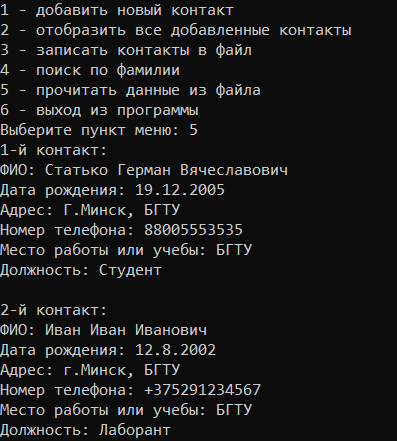 1 - добавить новый контакт
2 - отобразить все добавленные контакты
3 - записать контакты в файл
4 - поиск по фамилии
5 - прочитать данные из файла
6 - выход из программы
Выберите пункт меню: 5
1-й контакт:
ФИО: Статько Герман Вячеславович
Дата рождения: 19.12.2005
Адрес: Г.Минск, БГТУ
Номер телефона: 88005553535
Место работы или учебы: БГТУ
Должность: Студент
2-й контакт:
ФИО: Иван Иван Иванович
Дата рождения: 12.8.2002
Адрес: г.Минск, БГТУ
Номер телефона: +375291234567
Место работы или учебы: БГТУ
Должность: Лаборант